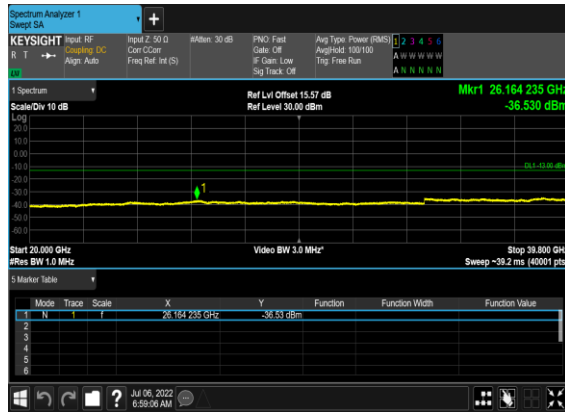 Spectrum Analyzer 1
Swept SA
+
KEYSIGHT Input: RF Input Z: 50 Ω #Atten: 30 dB PNO: Fast Avg Type: Power (RMS) 1 2 3 4 5 6
R T Coupling: DC Corr CCorr Gate: Off Avg|Hold: 100/100 A W W W W W
Align: Auto Freq Ref: Int (S) IF Gain: Low Trig: Free Run
LXI Sig Track: Off A N N N N N
1 Spectrum Ref Lvl Offset 15.57 dB Mkr1 26.164 235 GHz
Scale/Div 10 dB Ref Level 30.00 dBm -36.530 dBm
Log
20.0
10.0
0.00
-10.0 DL1 -13.00 dBm
-20.0
-30.0 1
-40.0
-50.0
-60.0
Start 20.000 GHz Video BW 3.0 MHz* Stop 39.800 GHz
#Res BW 1.0 MHz Sweep ~39.2 ms (40001 pts)
5 Marker Table
Mode Trace Scale X Y Function Function Width Function Value
1 N 1 f 26.164 235 GHz -36.53 dBm
2
3
4
5
6
? Jul 06, 2022
6:59:06 AM